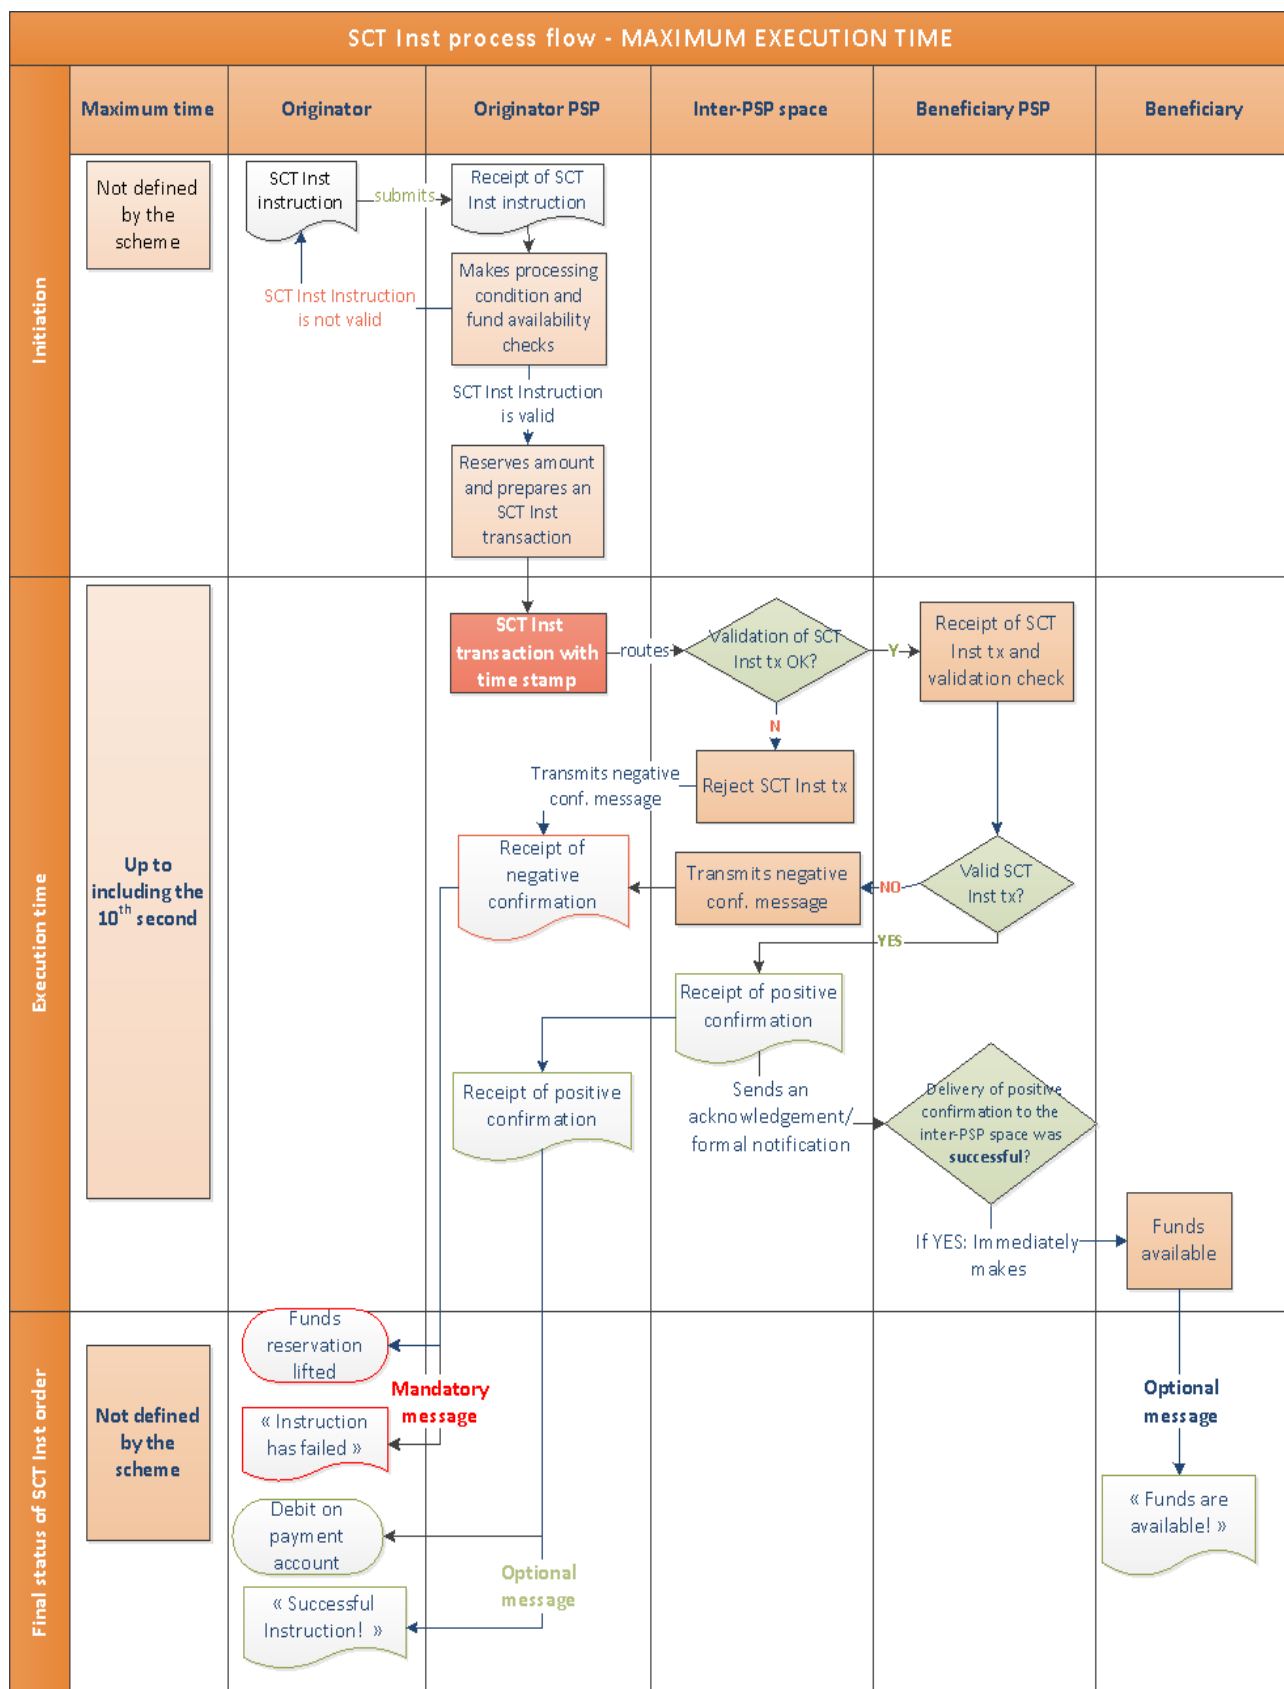 SCT Inst process flow - MAXIMUM EXECUTION TIME
Maximum time
Originator
Originator PSP
Inter-PSP space
Beneficiary PSP
Beneficiary
Initiation
Not defined
by the
scheme
SCT Inst
instruction
submits
Receipt of SCT
Inst instruction
Makes processing
condition and
fund availability
checks
SCT Inst Instruction
is not valid
SCT Inst Instruction
is valid
Reserves amount
and prepares an
SCT Inst
transaction
Execution time
Up to
including the
10th second
SCT Inst
transaction with
time stamp
routes
Validation of SCT
Inst tx OK?
Y
Receipt of SCT
Inst tx and
validation check
N
Reject SCT Inst tx
Transmits negative
conf. message
Receipt of
negative
confirmation
Transmits negative
conf. message
NO
Valid SCT
Inst tx?
YES
Receipt of positive
confirmation
Receipt of positive
confirmation
Sends an
acknowledgement/
formal notification
Delivery of positive
confirmation to the
inter-PSP space was
successful?
If YES: Immediately
makes
Funds
available
Final status of SCT Inst order
Not defined
by the
scheme
Funds
reservation
lifted
Mandatory
message
« Instruction
has failed »
Debit on
payment
account
Optional
message
« Successful
Instruction! »
Optional
message
« Funds are
available! »